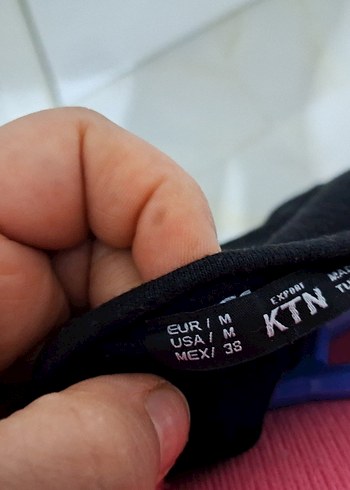 EUR / M
USA / M
MEX/ 38
EXPORT
KTN